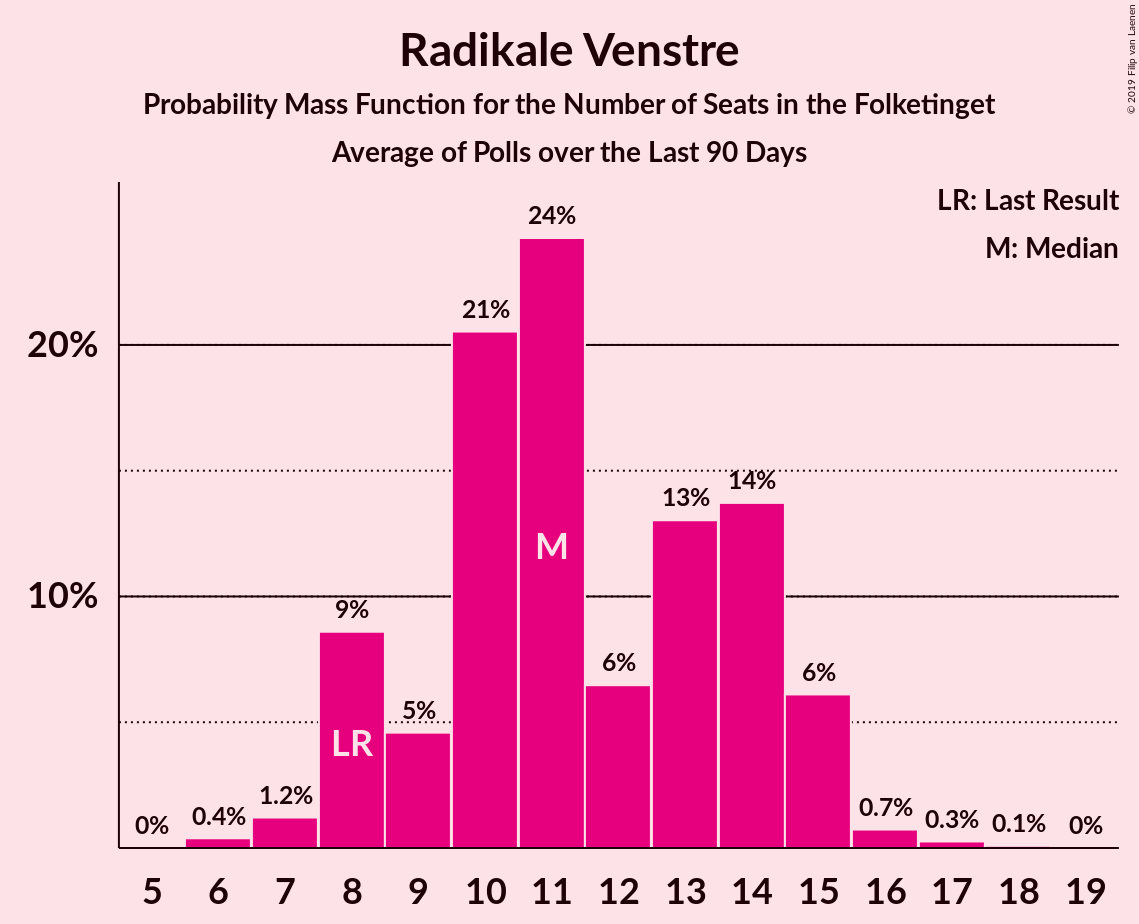 Radikale Venstre
Probability Mass Function for the Number of Seats in the Folketinget
Average of Polls over the Last 90 Days
© 2019 Filip van Laenen
LR: Last Result
M: Median
20%
10%
0%
0.4%
1.2%
9%
5%
21%
24%
6%
13%
14%
6%
0.7%
0.3%
0.1%
0%
LR
M
5 6 7 8 9 10 11 12 13 14 15 16 17 18 19